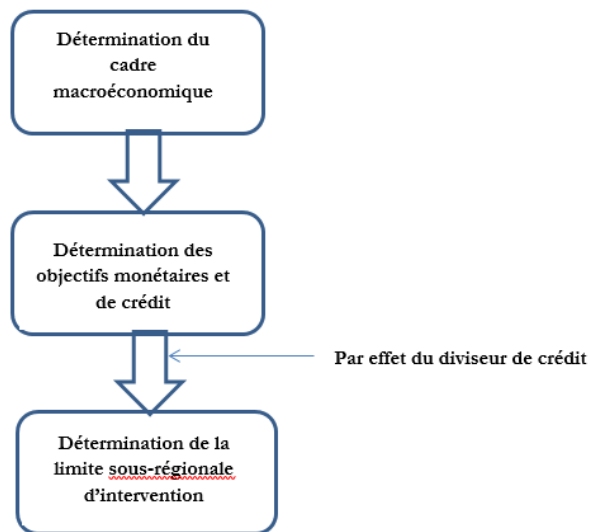 Détermination du
cadre
macroéconomique
Détermination des
objectifs monétaires et
de crédit
Par effet du diviseur de crédit
Détermination de la
limite sous-régionale
d'intervention